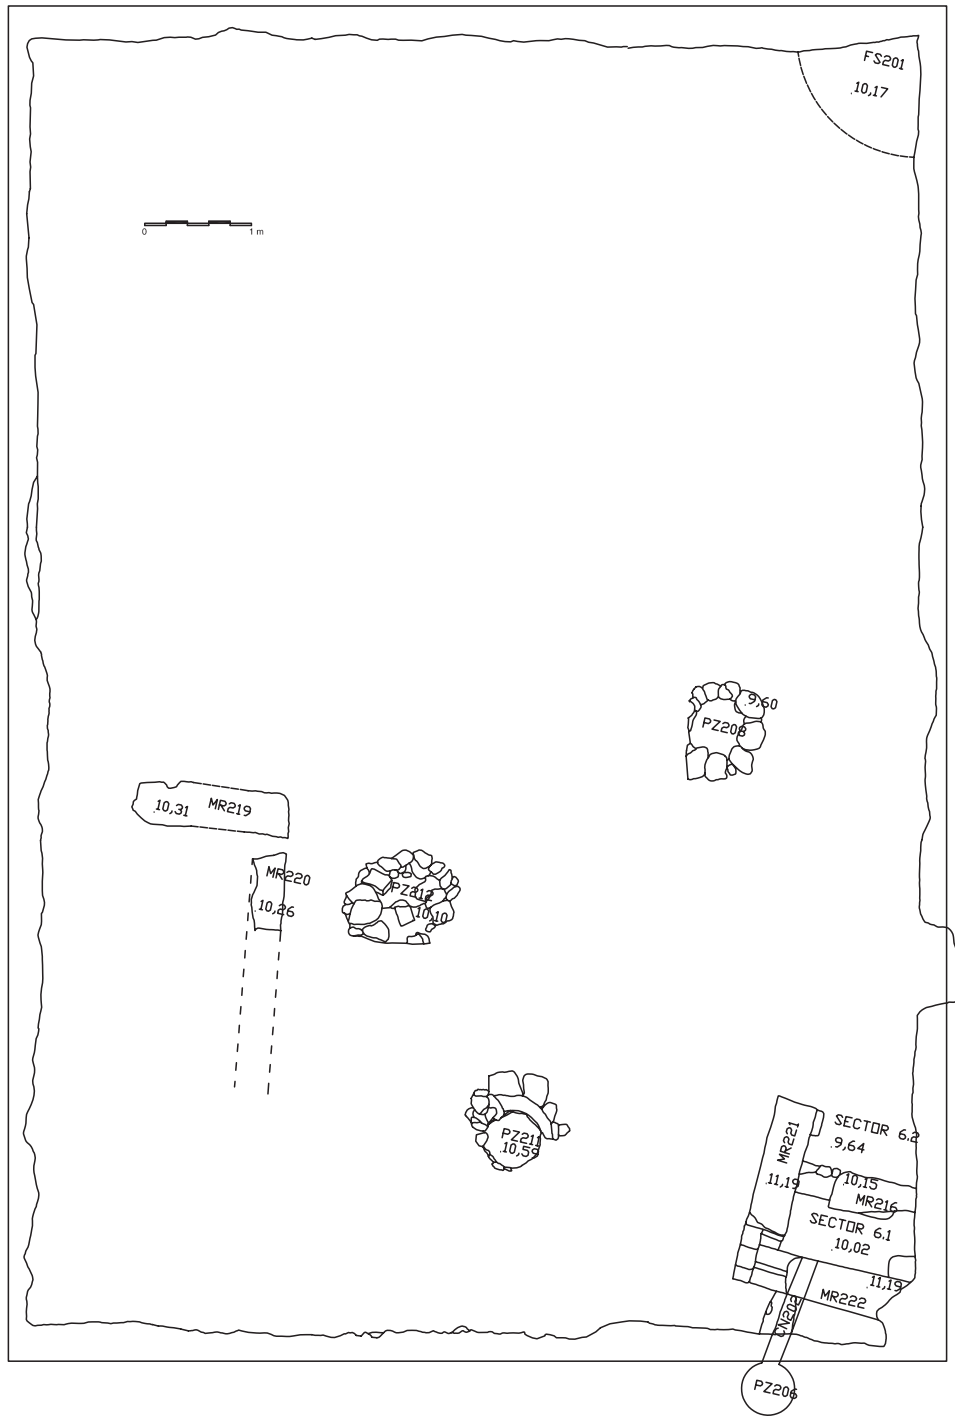 FS201
10,17
0 1 m
9,60
PZ208
10,31 MR219
MR220
10,26
PZ212
10,10
PZ211
10,59
MR221
11,19
SECTOR 6.2
9,64
10,15
MR216
SECTOR 6.1
10,02
11,19
MR222
CN202
PZ206